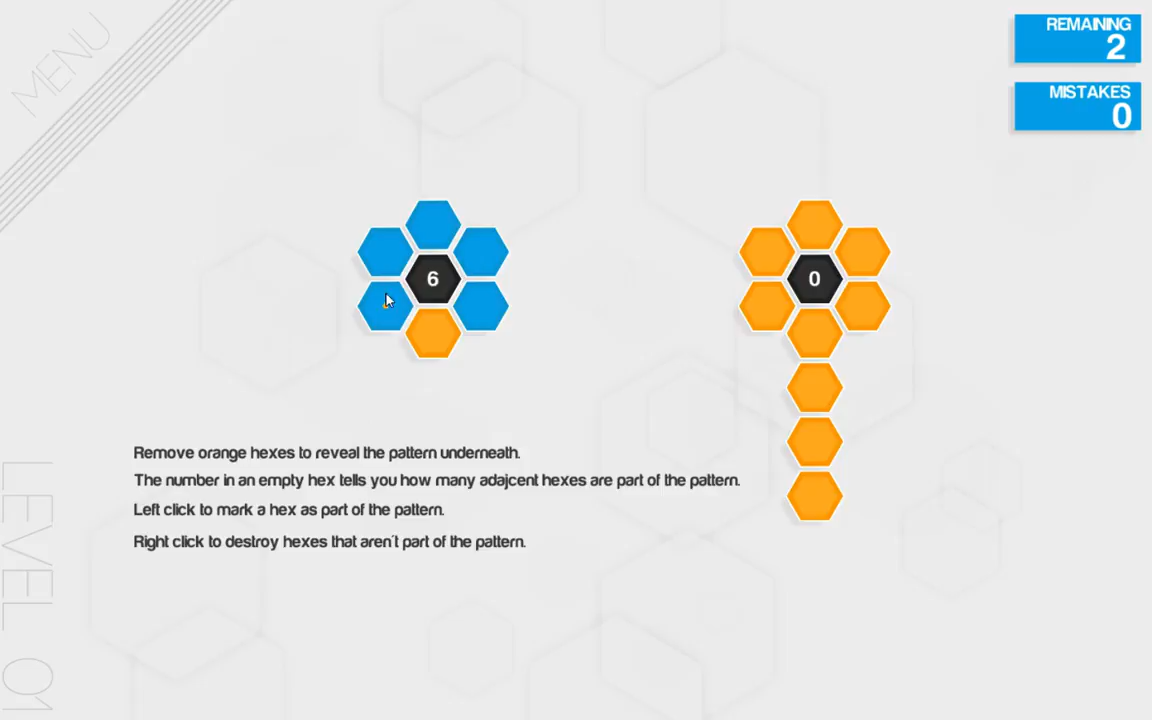 MENU
REMAINING
2
MISTAKES
0
6
0
Remove orange hexes to reveal the pattern underneath.
The number in an empty hex tells you how many adajcent hexes are part of the pattern.
Left click to mark a hex as part of the pattern.
Right click to destroy hexes that aren't part of the pattern.
LEVEL 01